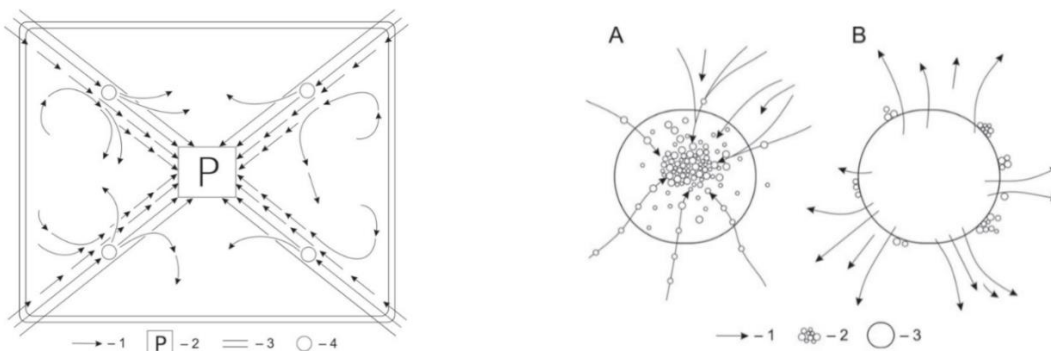 P
– 1 P – 2 – 3 – 4
A B
– 1 – 2 – 3